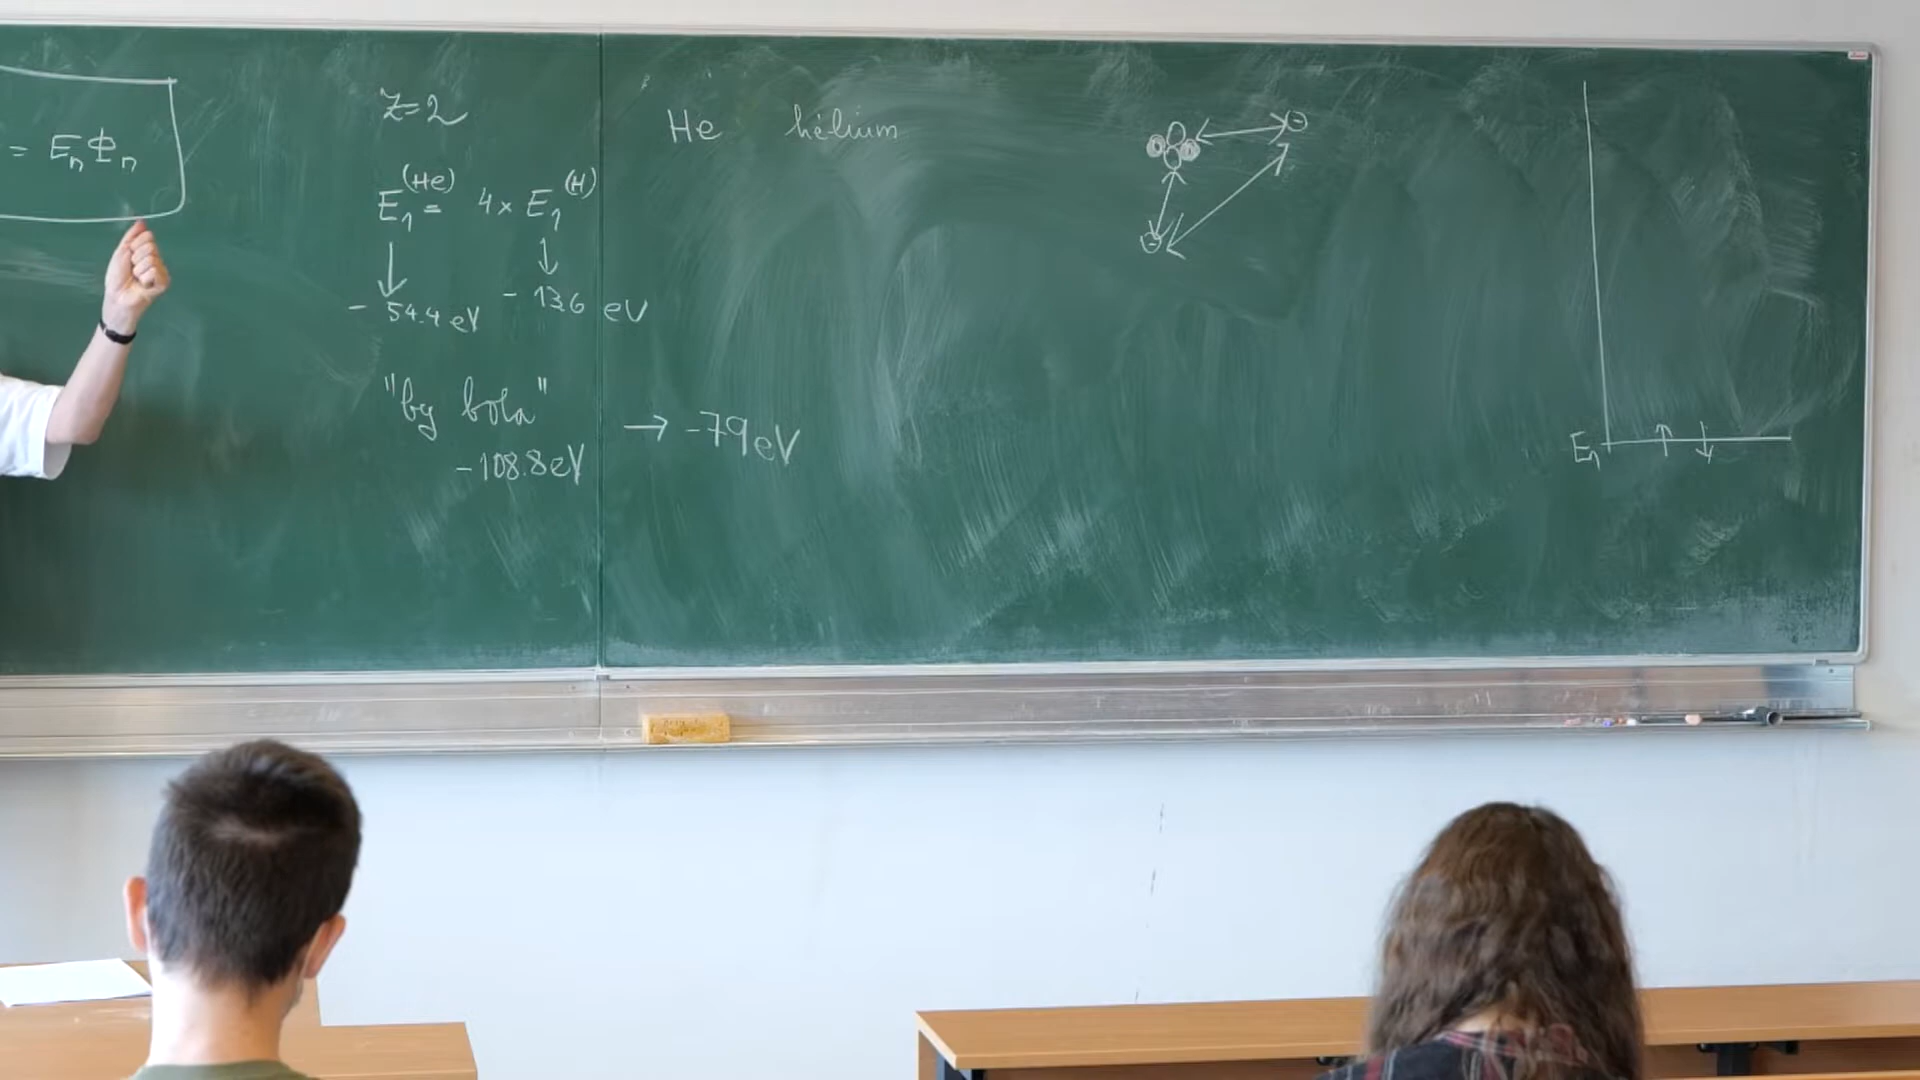 = EₙΦₙ
Z=2
E₁⁽ᴴᵉ⁾ = 4× E₁⁽ᴴ⁾
- 54.4 eV - 13.6 eV
"by bola"
- 108.8 eV → -79 eV
He hélium
E₁